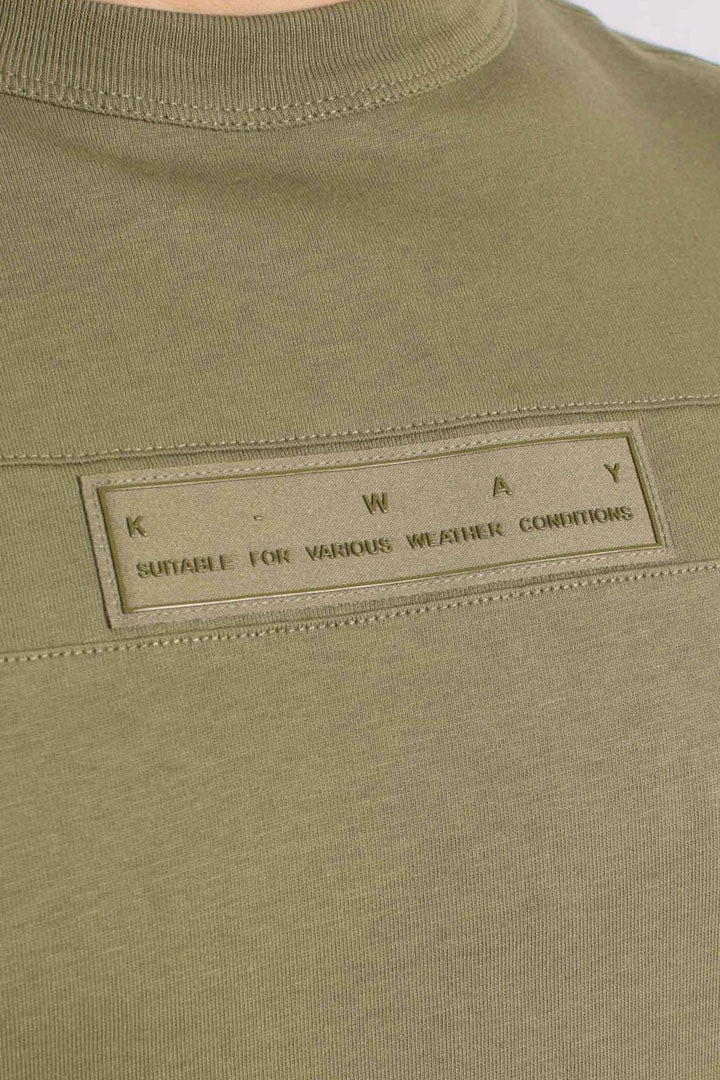 K - W A Y
SUITABLE FOR VARIOUS WEATHER CONDITIONS